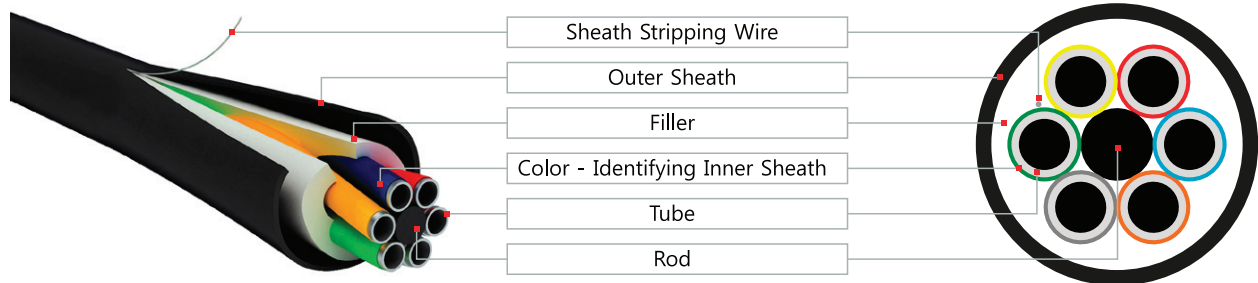 Sheath Stripping Wire
Outer Sheath
Filler
Color - Identifying Inner Sheath
Tube
Rod